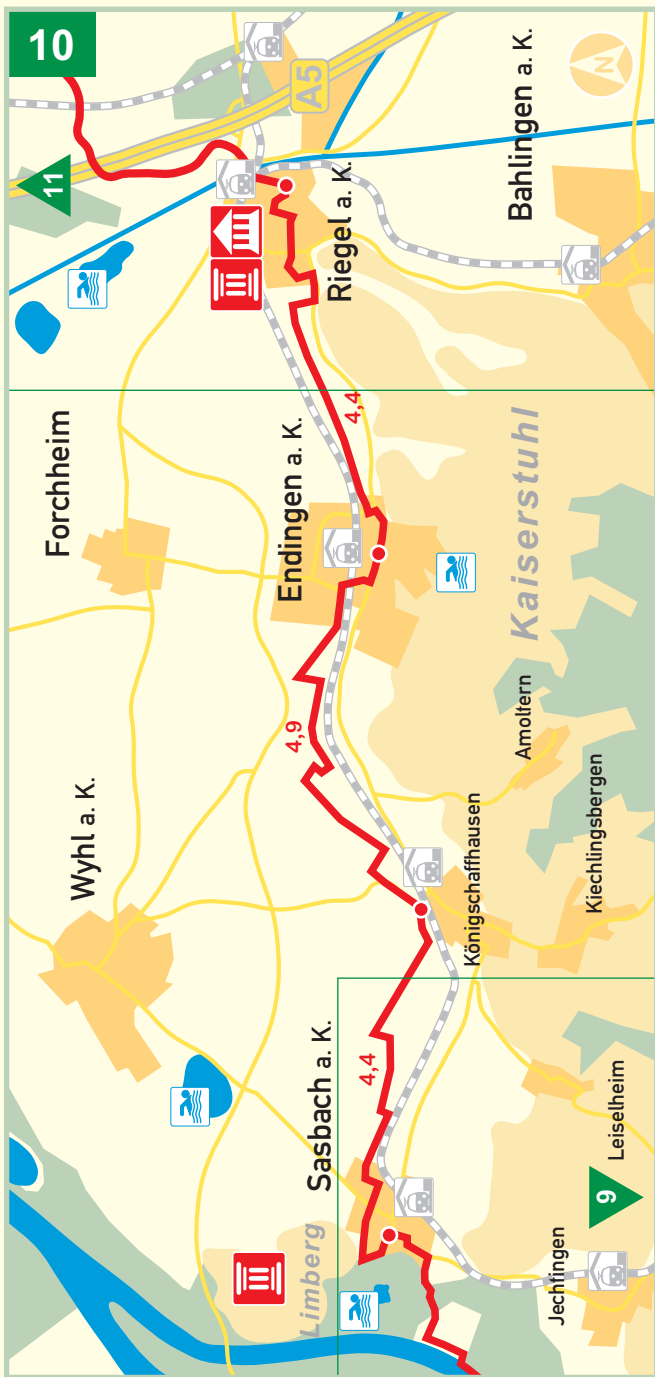 10
11
A5
N
Bahlingen a. K.
Riegel a. K.
Forchheim
4,4
Endingen a. K.
Kaiserstuhl
Wyhl a. K.
4,9
Amoltern
Königschaffhausen
Kiechlingsbergen
Sasbach a. K.
4,4
Leiselheim
9
Limberg
Jechtingen